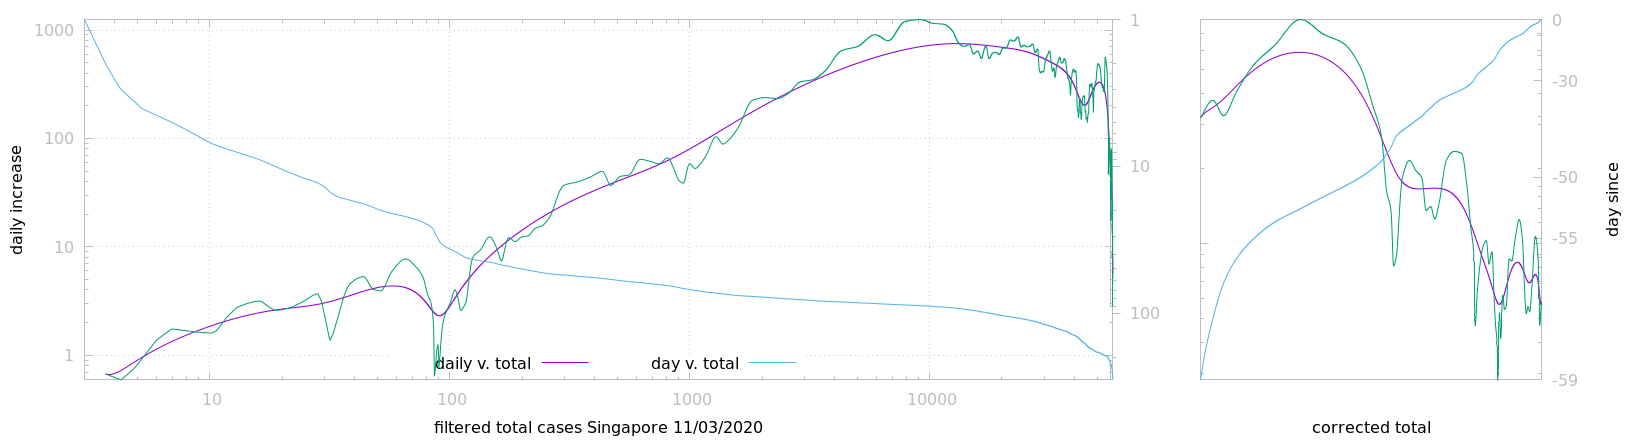 1000
100
10
1
daily increase
10
100
1000
10000
1
10
100
daily v. total
day v. total
filtered total cases Singapore 11/03/2020
0
-30
-50
-55
-59
day since
corrected total